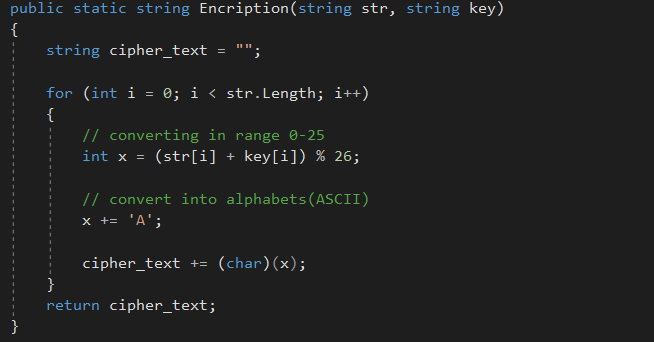 public static string Encription(string str, string key)
{
    string cipher_text = "";

    for (int i = 0; i < str.Length; i++)
    {
        // converting in range 0-25
        int x = (str[i] + key[i]) % 26;

        // convert into alphabets(ASCII)
        x += 'A';

        cipher_text += (char)(x);
    }
    return cipher_text;
}